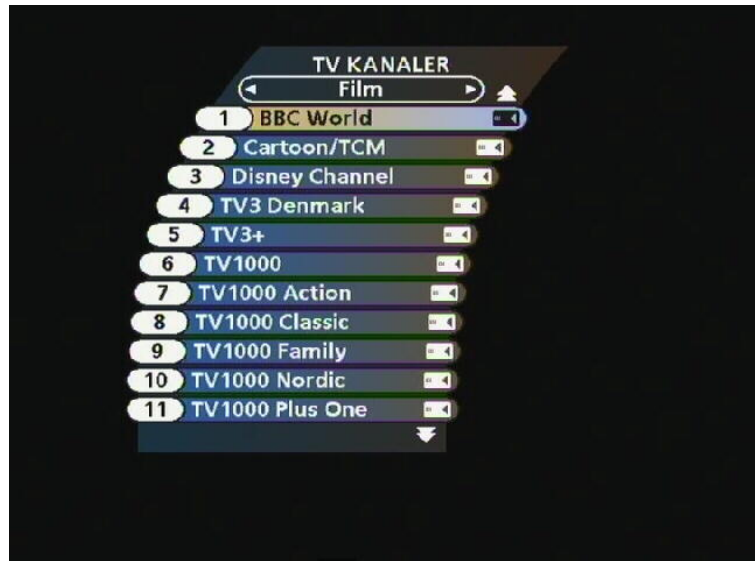 TV KANALER
Film
1 BBC World
2 Cartoon/TCM
3 Disney Channel
4 TV3 Denmark
5 TV3+
6 TV1000
7 TV1000 Action
8 TV1000 Classic
9 TV1000 Family
10 TV1000 Nordic
11 TV1000 Plus One